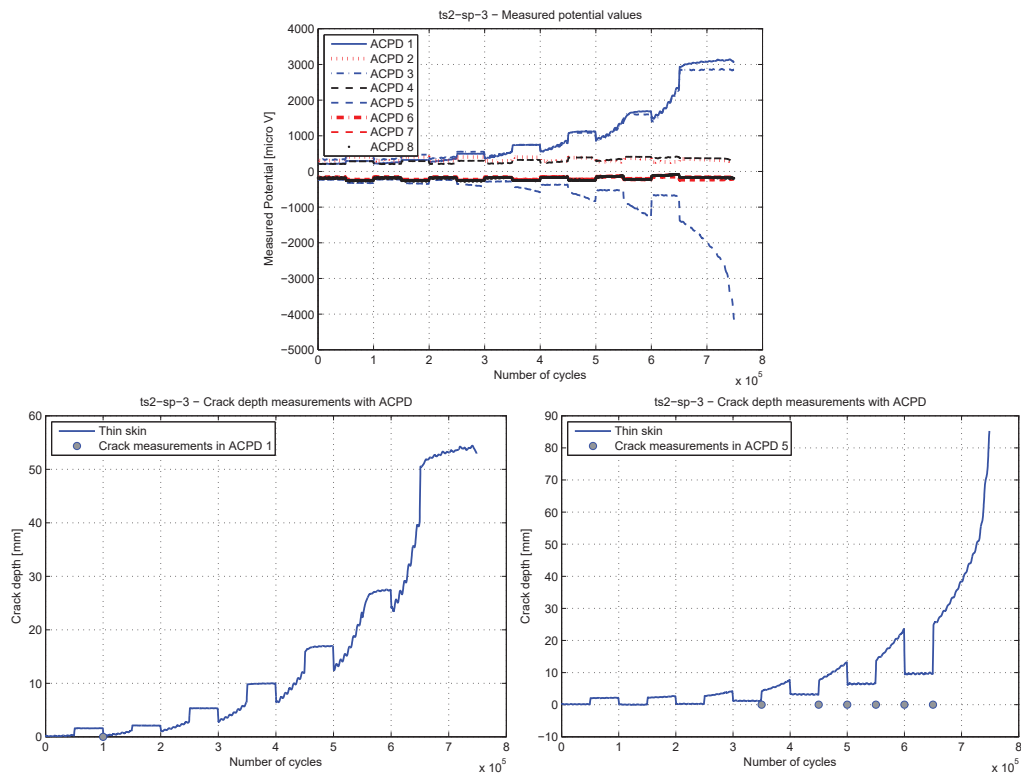 ts2-sp-3 − Measured potential values
4000
3000
2000
1000
0
−1000
−2000
−3000
−4000
−5000
Measured Potential [micro V]
ACPD 1
ACPD 2
ACPD 3
ACPD 4
ACPD 5
ACPD 6
ACPD 7
ACPD 8
0 1 2 3 4 5 6 7 8
Number of cycles
x 10^5
ts2-sp-3 − Crack depth measurements with ACPD
60
50
40
30
20
10
0
Crack depth [mm]
Thin skin
Crack measurements in ACPD 1
0 1 2 3 4 5 6 7 8
Number of cycles
x 10^5
ts2-sp-3 − Crack depth measurements with ACPD
90
80
70
60
50
40
30
20
10
0
−10
Crack depth [mm]
Thin skin
Crack measurements in ACPD 5
0 1 2 3 4 5 6 7 8
Number of cycles
x 10^5